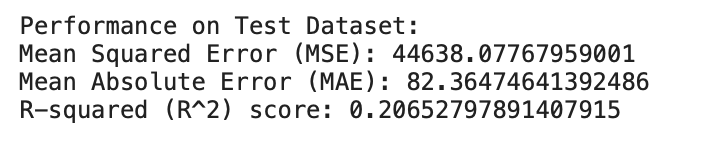 Performance on Test Dataset:
Mean Squared Error (MSE): 44638.07767959001
Mean Absolute Error (MAE): 82.36474641392486
R-squared (R^2) score: 0.20652797891407915